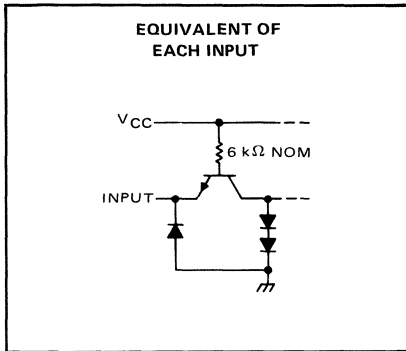 EQUIVALENT OF
EACH INPUT
VCC
6 kΩ NOM
INPUT